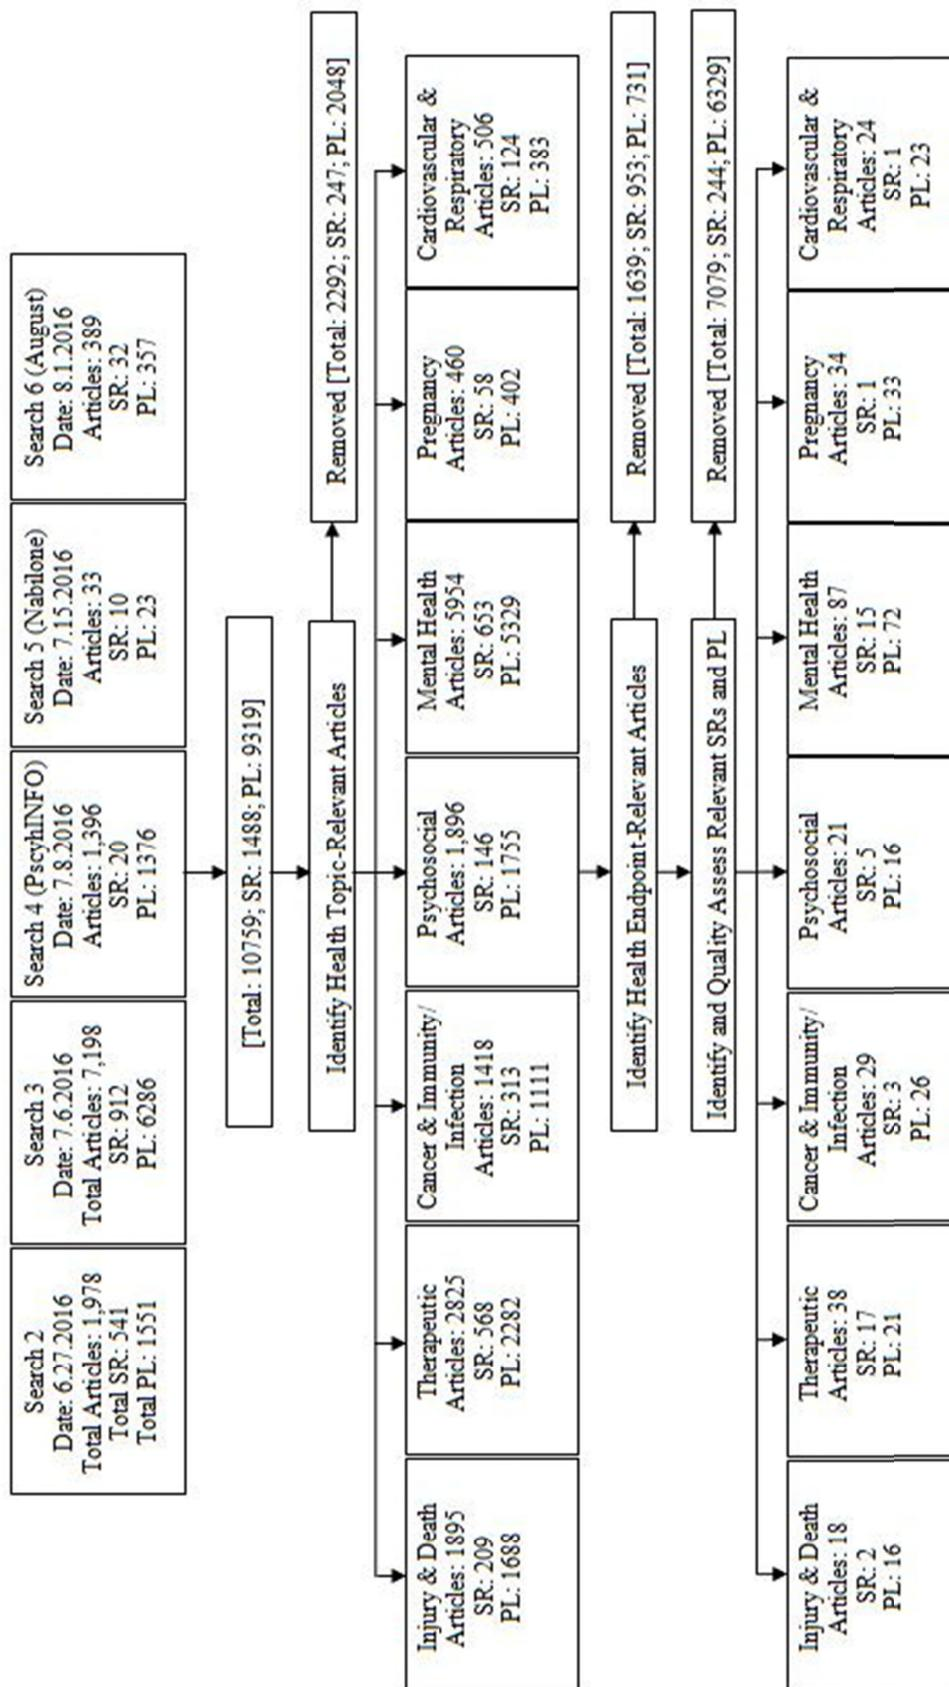 Search 2
Date: 6.27.2016
Total Articles: 1,978
Total SR: 541
Total PL: 1551
Search 3
Date: 7.6.2016
Total Articles: 7,198
SR: 912
PL: 6286
Search 4 (PscyhINFO)
Date: 7.8.2016
Articles: 1,396
SR: 20
PL: 1376
Search 5 (Nabilone)
Date: 7.15.2016
Articles: 33
SR: 10
PL: 23
Search 6 (August)
Date: 8.1.2016
Articles: 389
SR: 32
PL: 357
[Total: 10759; SR: 1488; PL: 9319]
Identify Health Topic-Relevant Articles
Removed [Total: 2292; SR: 247; PL: 2048]
Injury & Death
Articles: 1895
SR: 209
PL: 1688
Therapeutic
Articles: 2825
SR: 568
PL: 2282
Cancer & Immunity/
Infection
Articles: 1418
SR: 313
PL: 1111
Psychosocial
Articles: 1,896
SR: 146
PL: 1755
Mental Health
Articles: 5954
SR: 653
PL: 5329
Pregnancy
Articles: 460
SR: 58
PL: 402
Cardiovascular &
Respiratory
Articles: 506
SR: 124
PL: 383
Identify Health Endpoint-Relevant Articles
Removed [Total: 1639; SR: 953; PL: 731]
Identify and Quality Assess Relevant SRs and PL
Removed [Total: 7079; SR: 244; PL: 6329]
Injury & Death
Articles: 18
SR: 2
PL: 16
Therapeutic
Articles: 38
SR: 17
PL: 21
Cancer & Immunity/
Infection
Articles: 29
SR: 3
PL: 26
Psychosocial
Articles: 21
SR: 5
PL: 16
Mental Health
Articles: 87
SR: 15
PL: 72
Pregnancy
Articles: 34
SR: 1
PL: 33
Cardiovascular &
Respiratory
Articles: 24
SR: 1
PL: 23